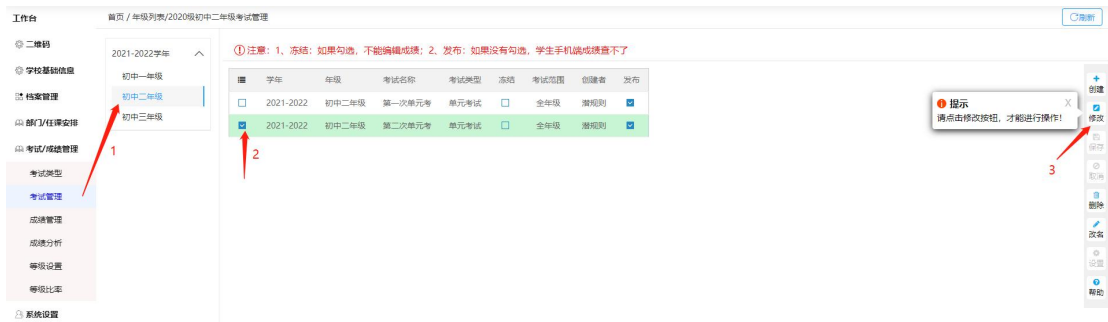 工作台
首页 / 年级列表/2020级初中二年级考试管理
刷新
二维码
学校基础信息
档案管理
部门/任课安排
考试/成绩管理
考试类型
考试管理
成绩管理
成绩分析
等级设置
等级比率
系统设置
2021-2022学年
初中一年级
初中二年级
初中三年级
1
注意：1、冻结：如果勾选，不能编辑成绩；2、发布：如果没有勾选，学生手机端成绩查不了
学年 年级 考试名称 考试类型 冻结 考试范围 创建者 发布
2021-2022 初中二年级 第一次单元考 单元考试 全年级 潜规则
2021-2022 初中二年级 第二次单元考 单元考试 全年级 潜规则
2
提示 X
请点击修改按钮，才能进行操作！
3
创建
修改
保存
取消
删除
改名
设置
帮助